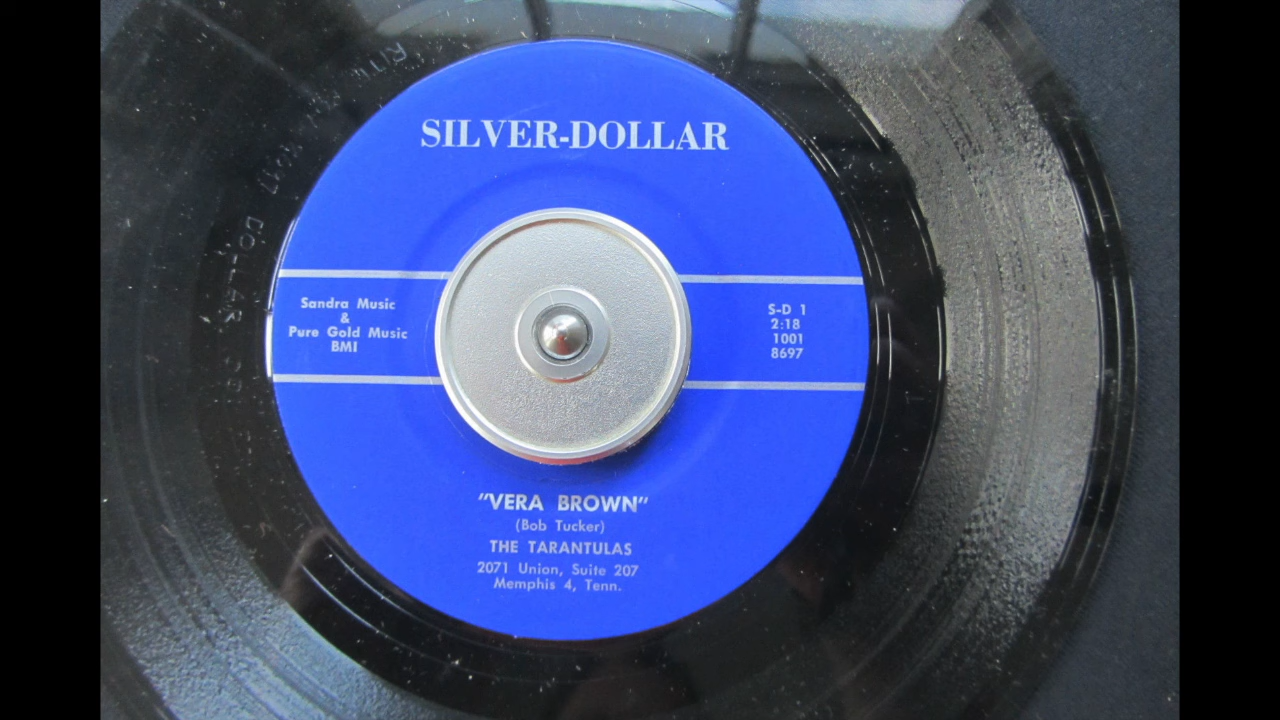 SILVER-DOLLAR
Sandra Music
&
Pure Gold Music
BMI
S-D 1
2:18
1001
8697
"VERA BROWN"
(Bob Tucker)
THE TARANTULAS
2071 Union, Suite 207
Memphis 4, Tenn.
DOLLAR